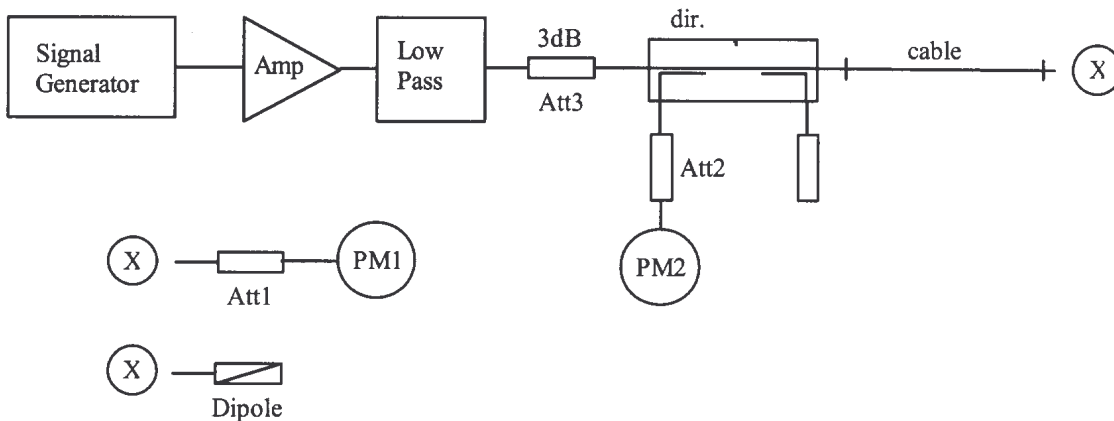 dir.
Signal
Generator
Amp
Low
Pass
3dB
Att3
cable
X
Att2
PM2
X
Att1
PM1
X
Dipole